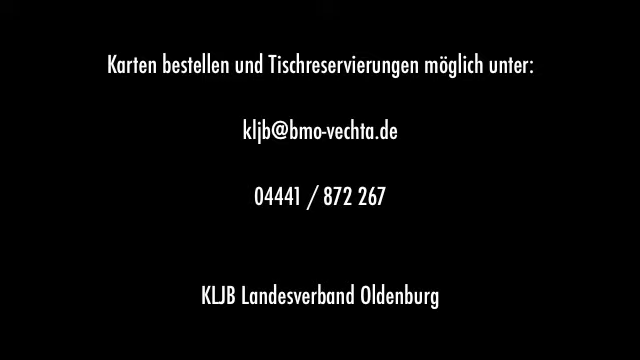 Karten bestellen und Tischreservierungen möglich unter:
kljb@bmo-vechta.de
04441 / 872 267
KLJB Landesverband Oldenburg